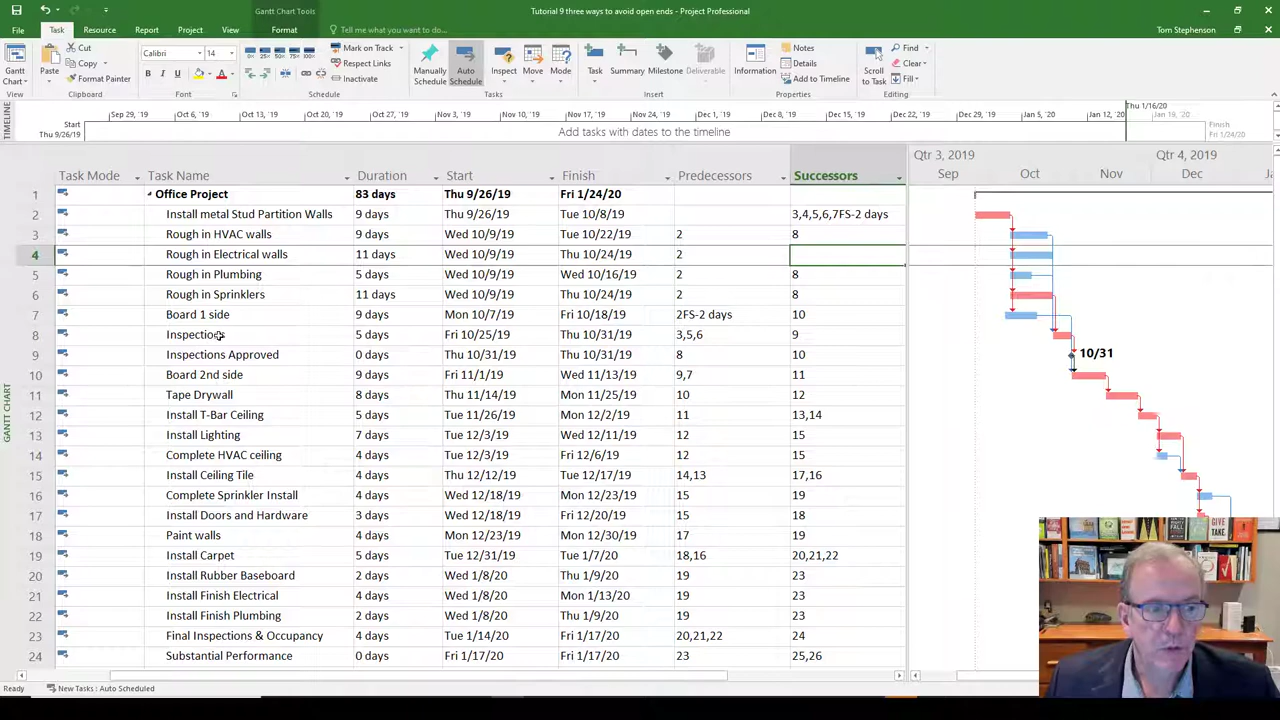 Gantt Chart Tools
Tutorial 9 three ways to avoid open ends - Project Professional
Tom Stephenson
File Task Resource Report Project View Format Tell me what you want to do
Gantt Chart
Paste
Cut
Copy
Format Painter
Clipboard
Calibri 14
B I U A
Font
0% 25% 50% 75% 100%
Mark on Track
Respect Links
Inactivate
Schedule
Manually Schedule
Auto Schedule
Inspect
Move
Mode
Tasks
Task
Summary
Milestone
Deliverable
Insert
Information
Notes
Details
Add to Timeline
Properties
Scroll to Task
Find
Clear
Fill
Editing
TIMELINE
Thu 1/16/20
Start
Thu 9/26/19
Sep 29, '19 Oct 6, '19 Oct 13, '19 Oct 20, '19 Oct 27, '19 Nov 3, '19 Nov 10, '19 Nov 17, '19 Nov 24, '19 Dec 1, '19 Dec 8, '19 Dec 15, '19 Dec 22, '19 Dec 29, '19 Jan 5, '20 Jan 12, '20 Jan 19, '20
Add tasks with dates to the timeline
Finish
Fri 1/24/20
Qtr 3, 2019 Qtr 4, 2019
Task Mode Task Name Duration Start Finish Predecessors Successors Sep Oct Nov Dec
1 Office Project 83 days Thu 9/26/19 Fri 1/24/20
2 Install metal Stud Partition Walls 9 days Thu 9/26/19 Tue 10/8/19 3,4,5,6,7FS-2 days
3 Rough in HVAC walls 9 days Wed 10/9/19 Tue 10/22/19 2 8
4 Rough in Electrical walls 11 days Wed 10/9/19 Thu 10/24/19 2
5 Rough in Plumbing 5 days Wed 10/9/19 Wed 10/16/19 2 8
6 Rough in Sprinklers 11 days Wed 10/9/19 Thu 10/24/19 2 8
7 Board 1 side 9 days Mon 10/7/19 Fri 10/18/19 2FS-2 days 10
8 Inspections 5 days Fri 10/25/19 Thu 10/31/19 3,5,6 9
9 Inspections Approved 0 days Thu 10/31/19 Thu 10/31/19 8 10 10/31
10 Board 2nd side 9 days Fri 11/1/19 Wed 11/13/19 9,7 11
11 Tape Drywall 8 days Thu 11/14/19 Mon 11/25/19 10 12
12 Install T-Bar Ceiling 5 days Tue 11/26/19 Mon 12/2/19 11 13,14
13 Install Lighting 7 days Tue 12/3/19 Wed 12/11/19 12 15
14 Complete HVAC ceiling 4 days Tue 12/3/19 Fri 12/6/19 12 15
15 Install Ceiling Tile 4 days Thu 12/12/19 Tue 12/17/19 14,13 17,16
16 Complete Sprinkler Install 4 days Wed 12/18/19 Mon 12/23/19 15 19
17 Install Doors and Hardware 3 days Wed 12/18/19 Fri 12/20/19 15 18
18 Paint walls 4 days Mon 12/23/19 Mon 12/30/19 17 19
19 Install Carpet 5 days Tue 12/31/19 Tue 1/7/20 18,16 20,21,22
20 Install Rubber Baseboard 2 days Wed 1/8/20 Thu 1/9/20 19 23
21 Install Finish Electrical 4 days Wed 1/8/20 Mon 1/13/20 19 23
22 Install Finish Plumbing 2 days Wed 1/8/20 Thu 1/9/20 19 23
23 Final Inspections & Occupancy 4 days Tue 1/14/20 Fri 1/17/20 20,21,22 24
24 Substantial Performance 0 days Fri 1/17/20 Fri 1/17/20 23 25,26
GANTT CHART
GIVE TAKE
Ready New Tasks : Auto Scheduled